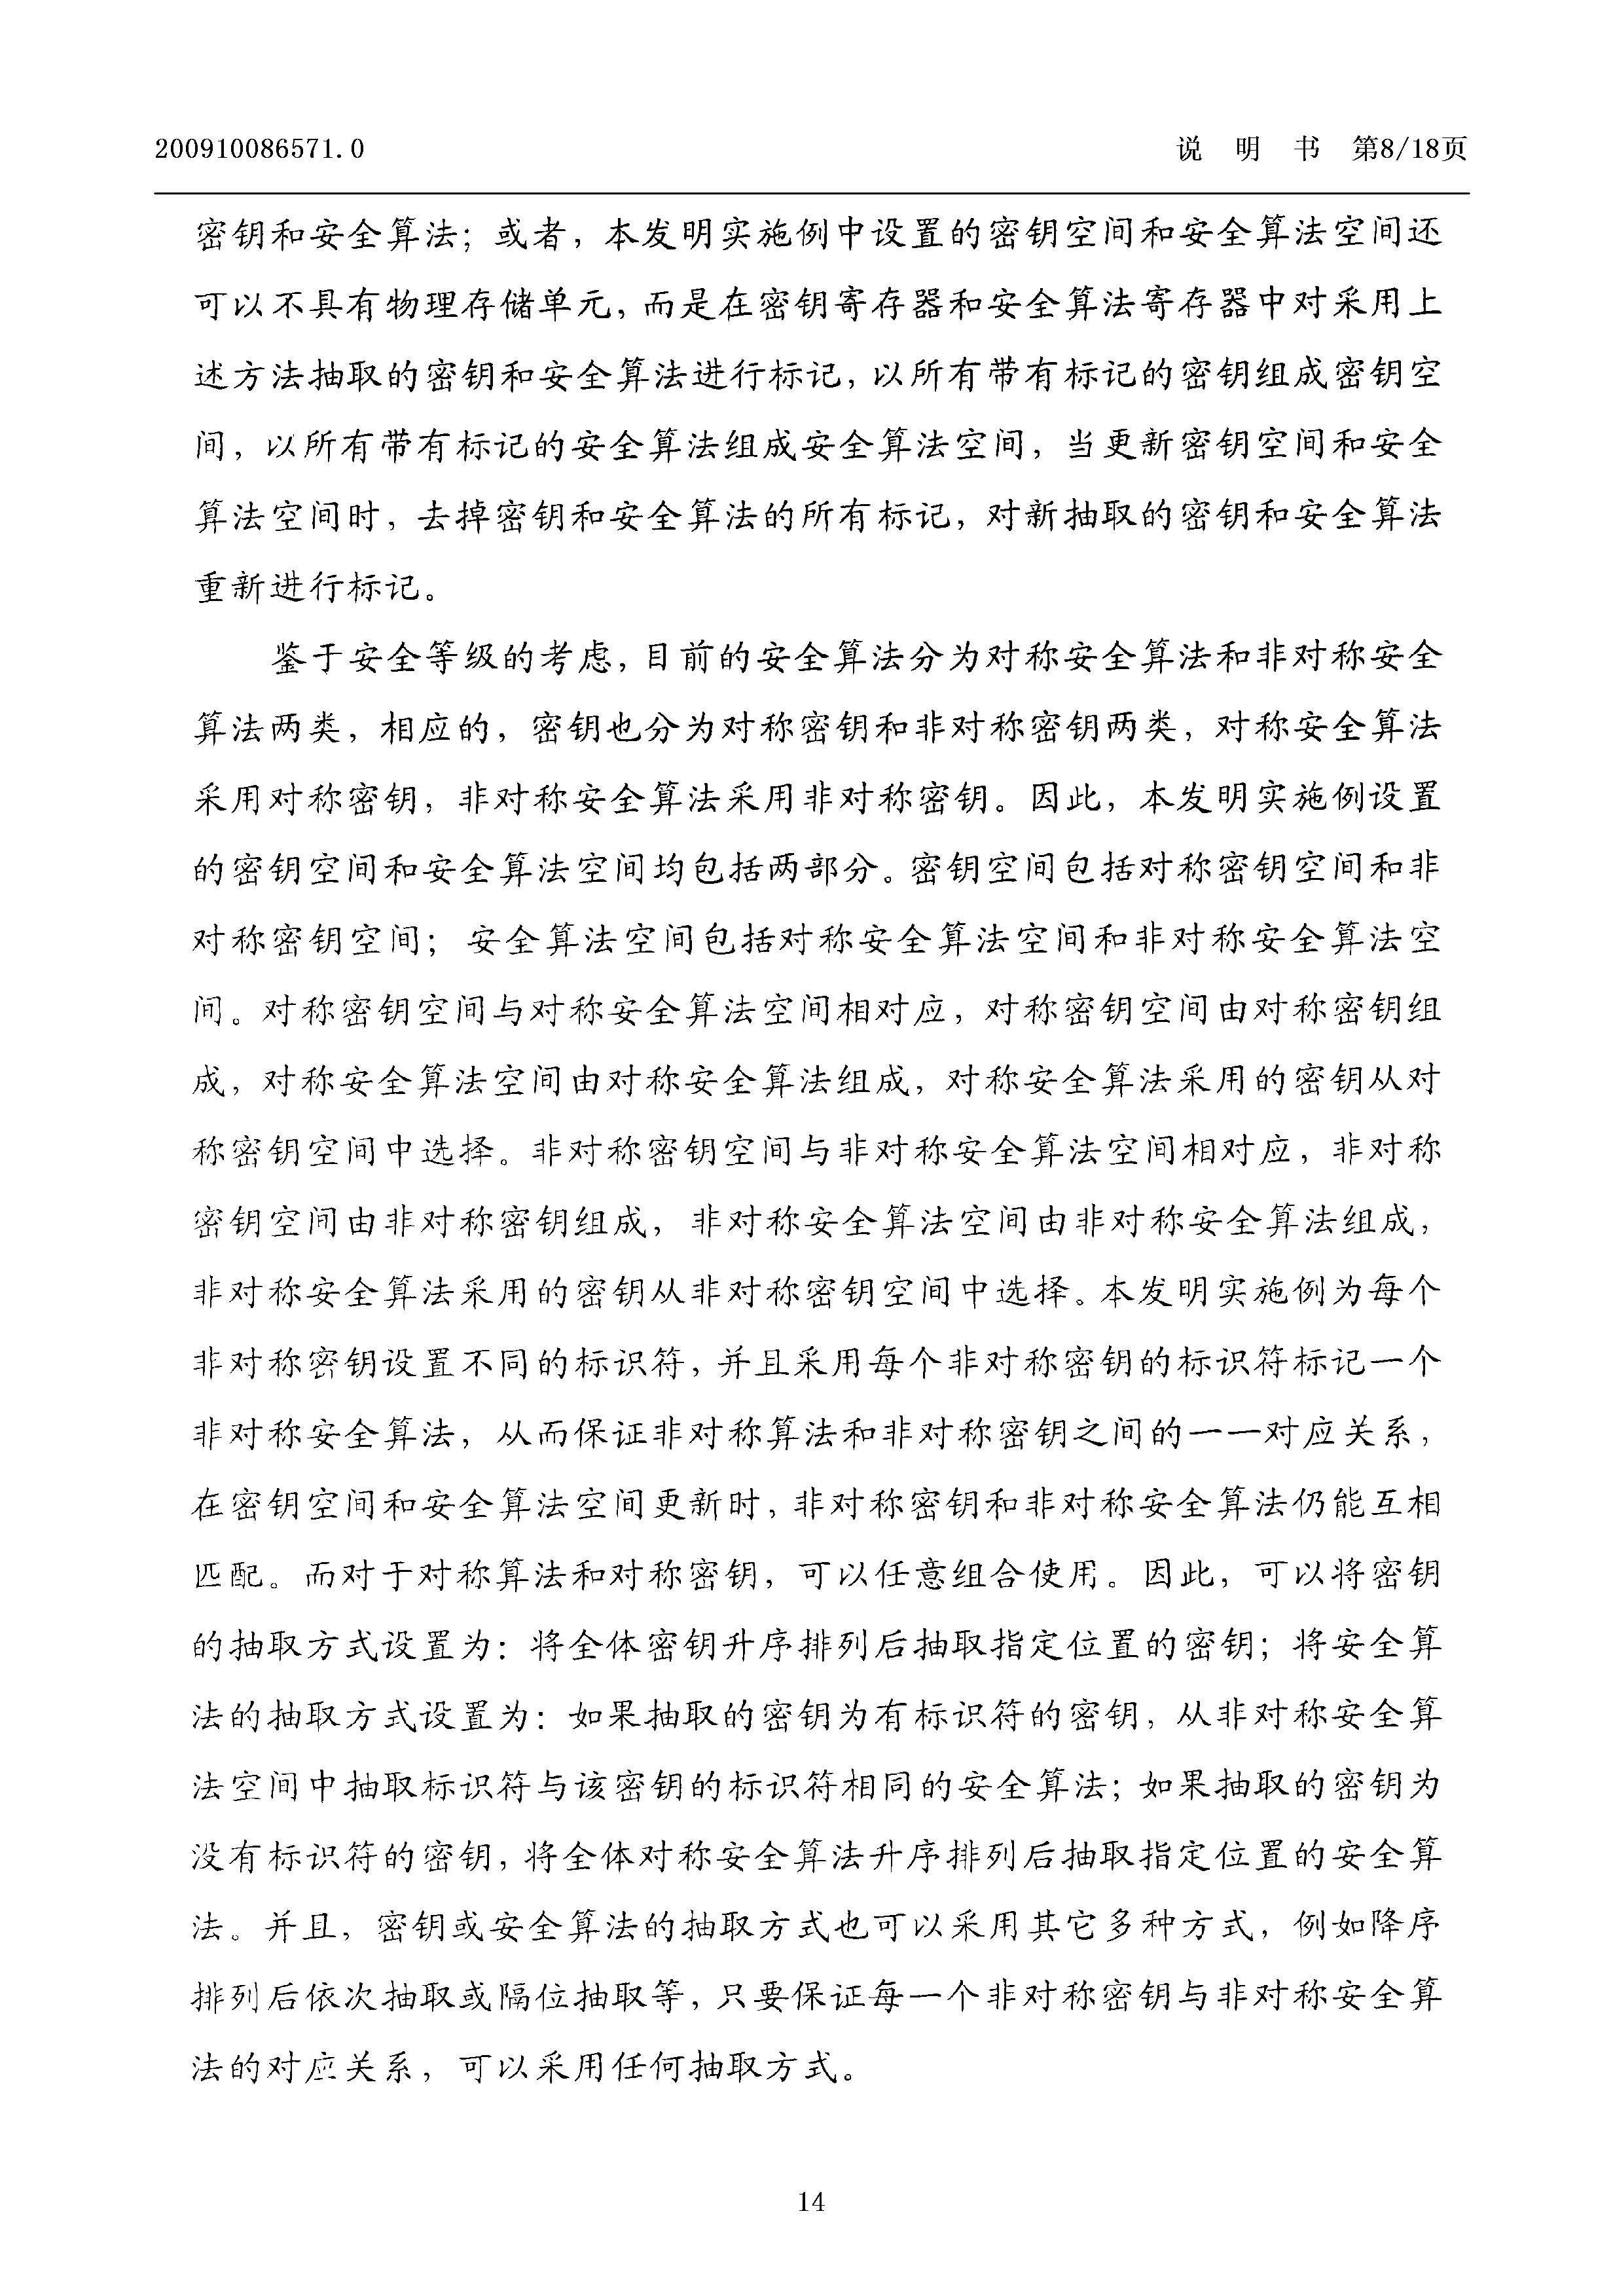 200910086571.0 说 明 书 第8/18页
密钥和安全算法；或者，本发明实施例中设置的密钥空间和安全算法空间还
可以不具有物理存储单元，而是在密钥寄存器和安全算法寄存器中对采用上
述方法抽取的密钥和安全算法进行标记，以所有带有标记的密钥组成密钥空
间，以所有带有标记的安全算法组成安全算法空间，当更新密钥空间和安全
算法空间时，去掉密钥和安全算法的所有标记，对新抽取的密钥和安全算法
重新进行标记。
鉴于安全等级的考虑，目前的安全算法分为对称安全算法和非对称安全
算法两类，相应的，密钥也分为对称密钥和非对称密钥两类，对称安全算法
采用对称密钥，非对称安全算法采用非对称密钥。因此，本发明实施例设置
的密钥空间和安全算法空间均包括两部分。密钥空间包括对称密钥空间和非
对称密钥空间；安全算法空间包括对称安全算法空间和非对称安全算法空
间。对称密钥空间与对称安全算法空间相对应，对称密钥空间由对称密钥组
成，对称安全算法空间由对称安全算法组成，对称安全算法采用的密钥从对
称密钥空间中选择。非对称密钥空间与非对称安全算法空间相对应，非对称
密钥空间由非对称密钥组成，非对称安全算法空间由非对称安全算法组成，
非对称安全算法采用的密钥从非对称密钥空间中选择。本发明实施例为每个
非对称密钥设置不同的标识符，并且采用每个非对称密钥的标识符标记一个
非对称安全算法，从而保证非对称算法和非对称密钥之间的一一对应关系，
在密钥空间和安全算法空间更新时，非对称密钥和非对称安全算法仍能互相
匹配。而对于对称算法和对称密钥，可以任意组合使用。因此，可以将密钥
的抽取方式设置为：将全体密钥升序排列后抽取指定位置的密钥；将安全算
法的抽取方式设置为：如果抽取的密钥为有标识符的密钥，从非对称安全算
法空间中抽取标识符与该密钥的标识符相同的安全算法；如果抽取的密钥为
没有标识符的密钥，将全体对称安全算法升序排列后抽取指定位置的安全算
法。并且，密钥或安全算法的抽取方式也可以采用其它多种方式，例如降序
排列后依次抽取或隔位抽取等，只要保证每一个非对称密钥与非对称安全算
法的对应关系，可以采用任何抽取方式。
14